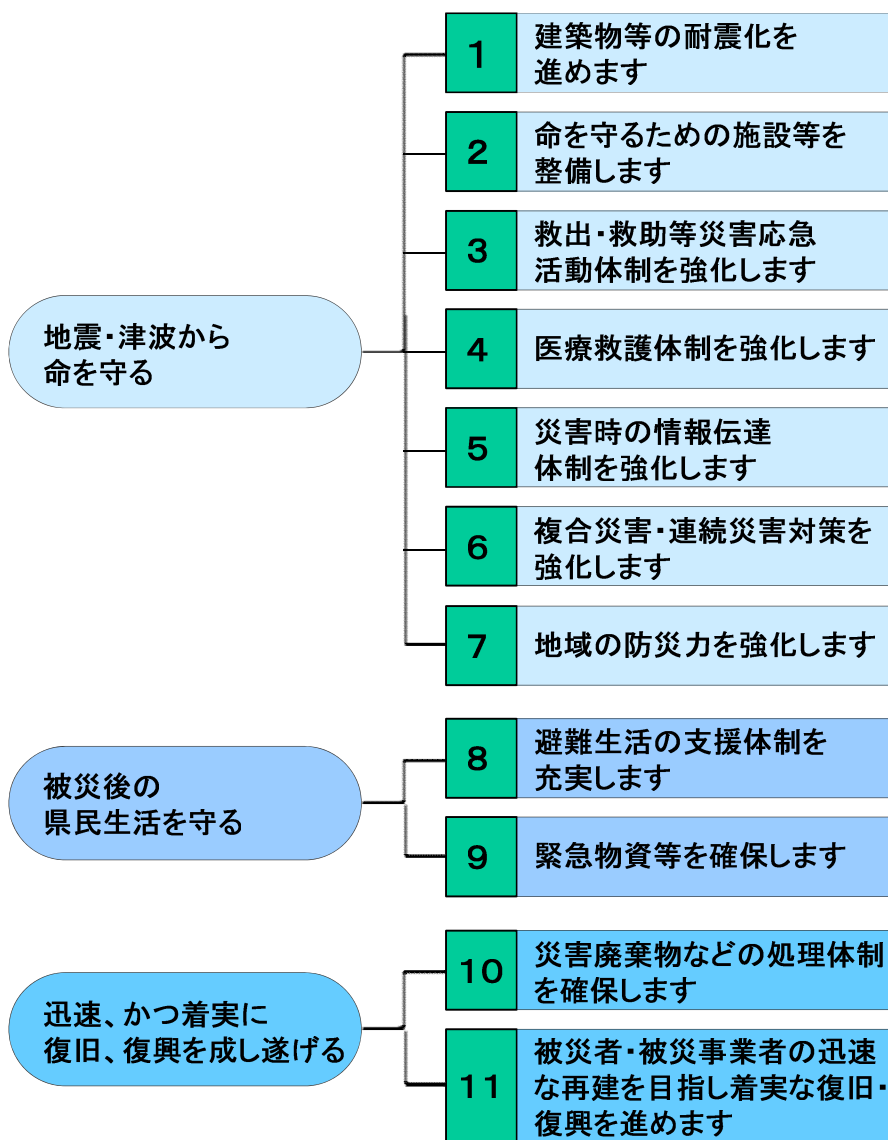 地震・津波から
命を守る
1
建築物等の耐震化を
進めます
2
命を守るための施設等を
整備します
3
救出・救助等災害応急
活動体制を強化します
4
医療救護体制を強化します
5
災害時の情報伝達
体制を強化します
6
複合災害・連続災害対策を
強化します
7
地域の防災力を強化します
被災後の
県民生活を守る
8
避難生活の支援体制を
充実します
9
緊急物資等を確保します
迅速、かつ着実に
復旧、復興を成し遂げる
10
災害廃棄物などの処理体制
を確保します
11
被災者・被災事業者の迅速
な再建を目指し着実な復旧・
復興を進めます